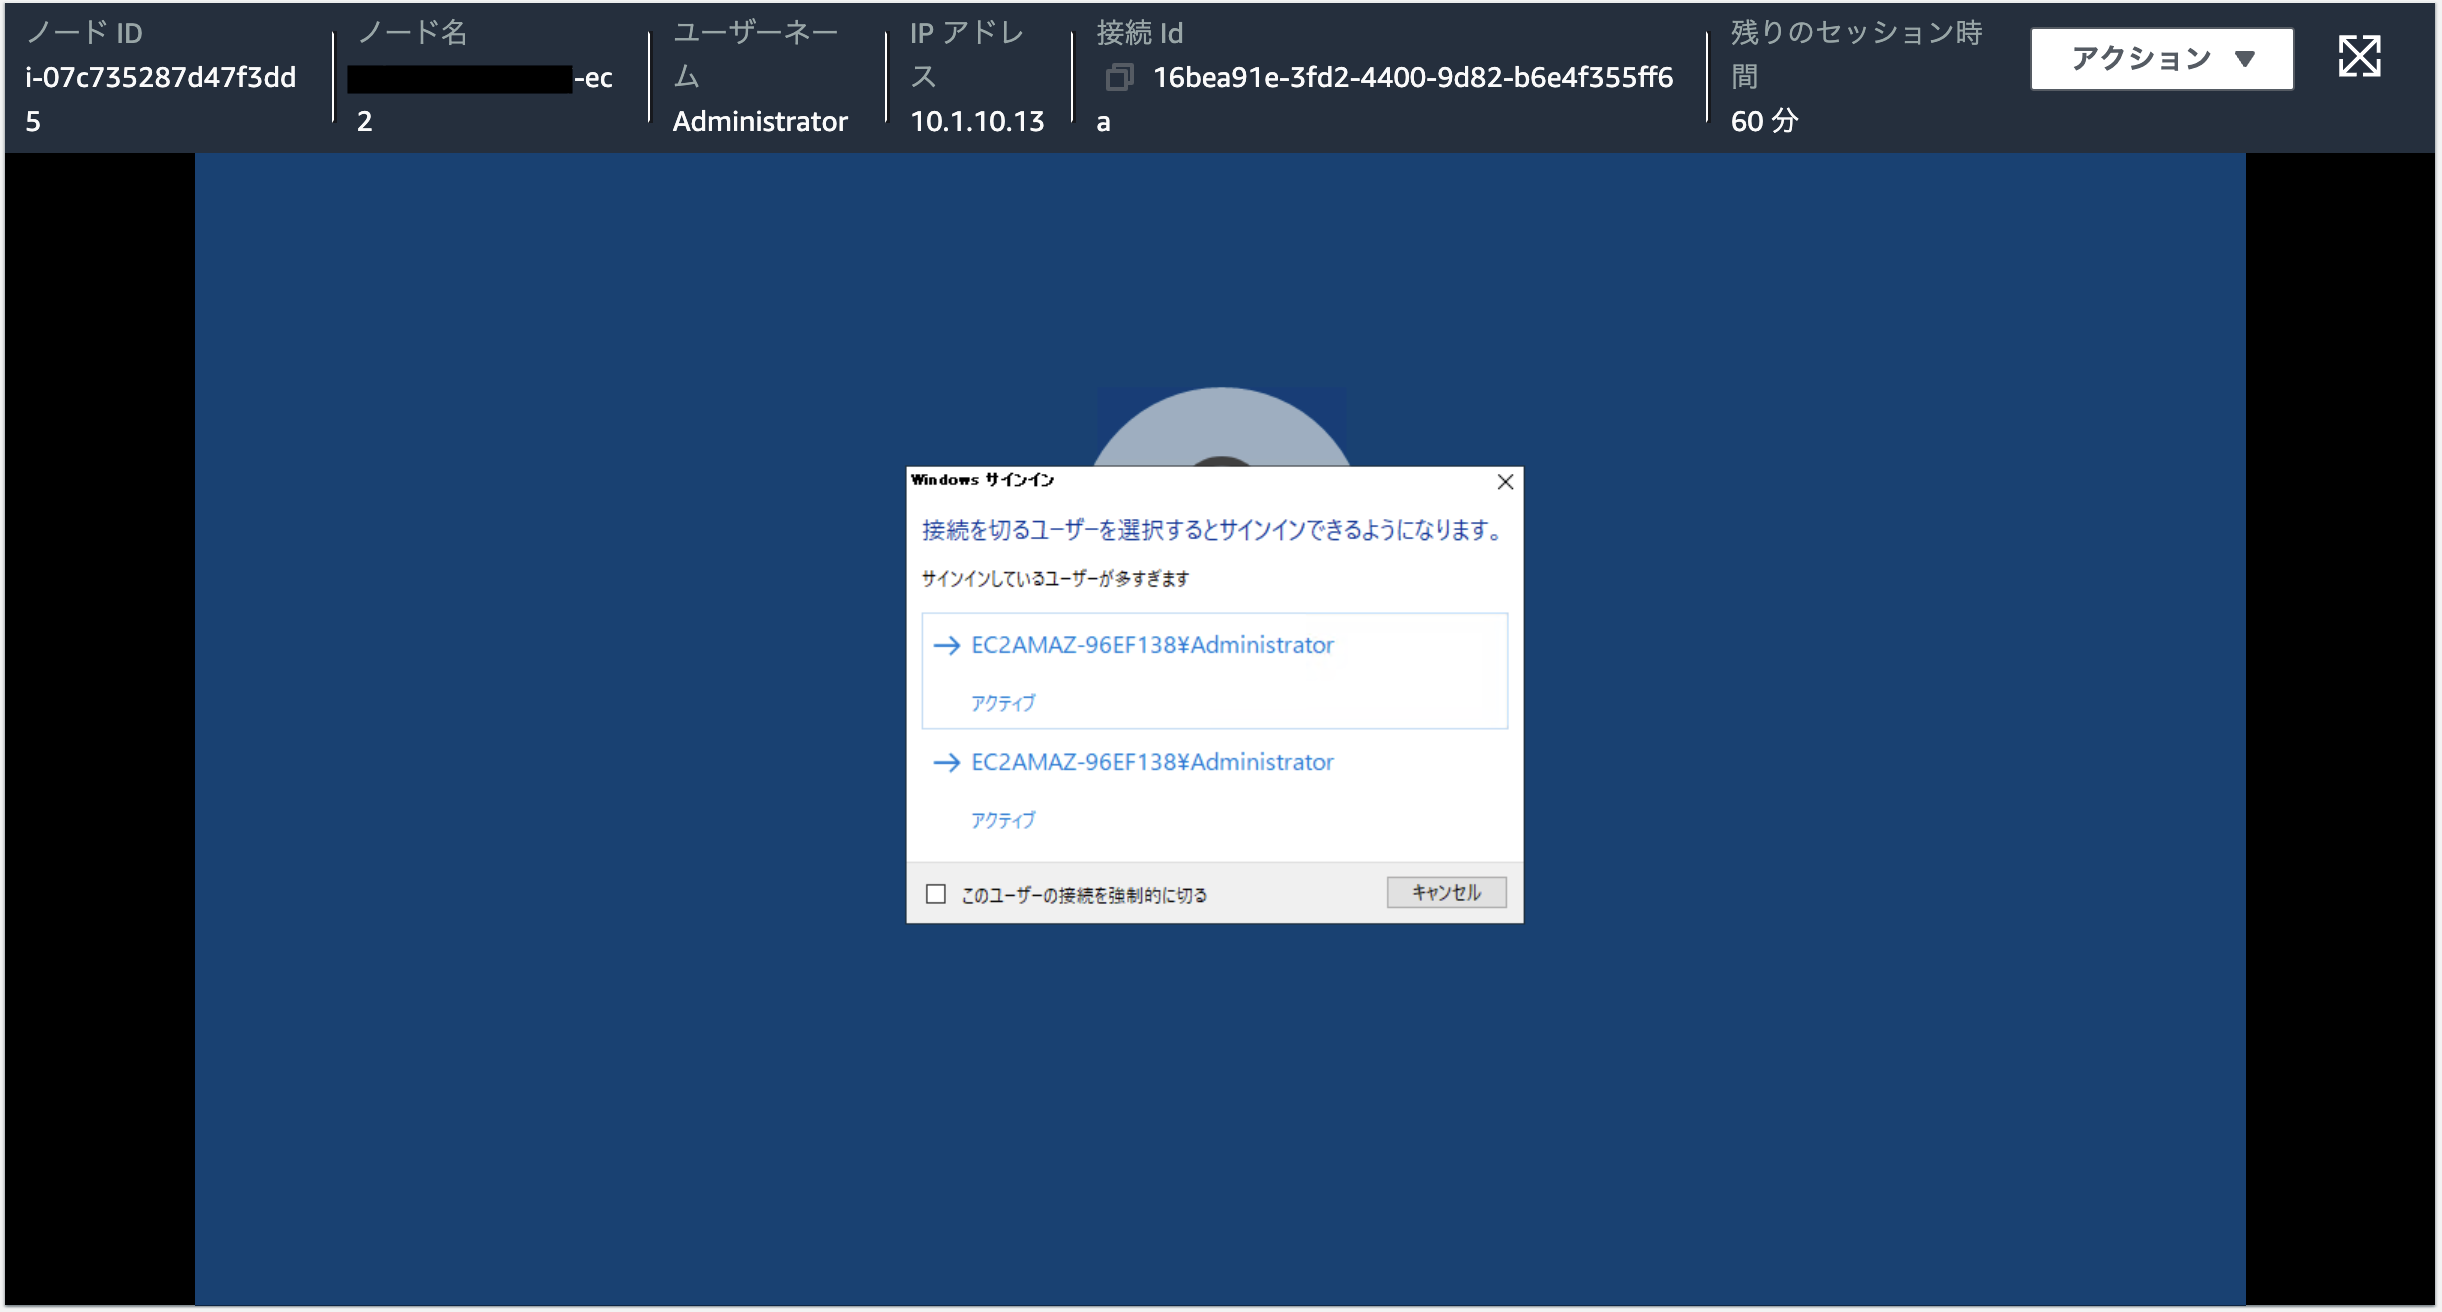 ノード ID
i-07c735287d47f3dd
5
ノード名
-ec
2
ユーザーネー
ム
Administrator
IP アドレ
ス
10.1.10.13
接続 Id
16bea91e-3fd2-4400-9d82-b6e4f355ff6
a
残りのセッション時
間
60 分
アクション ▼
Windows サインイン
接続を切るユーザーを選択するとサインインできるようになります。
サインインしているユーザーが多すぎます
EC2AMAZ-96EF138¥Administrator
アクティブ
EC2AMAZ-96EF138¥Administrator
アクティブ
このユーザーの接続を強制的に切る
キャンセル